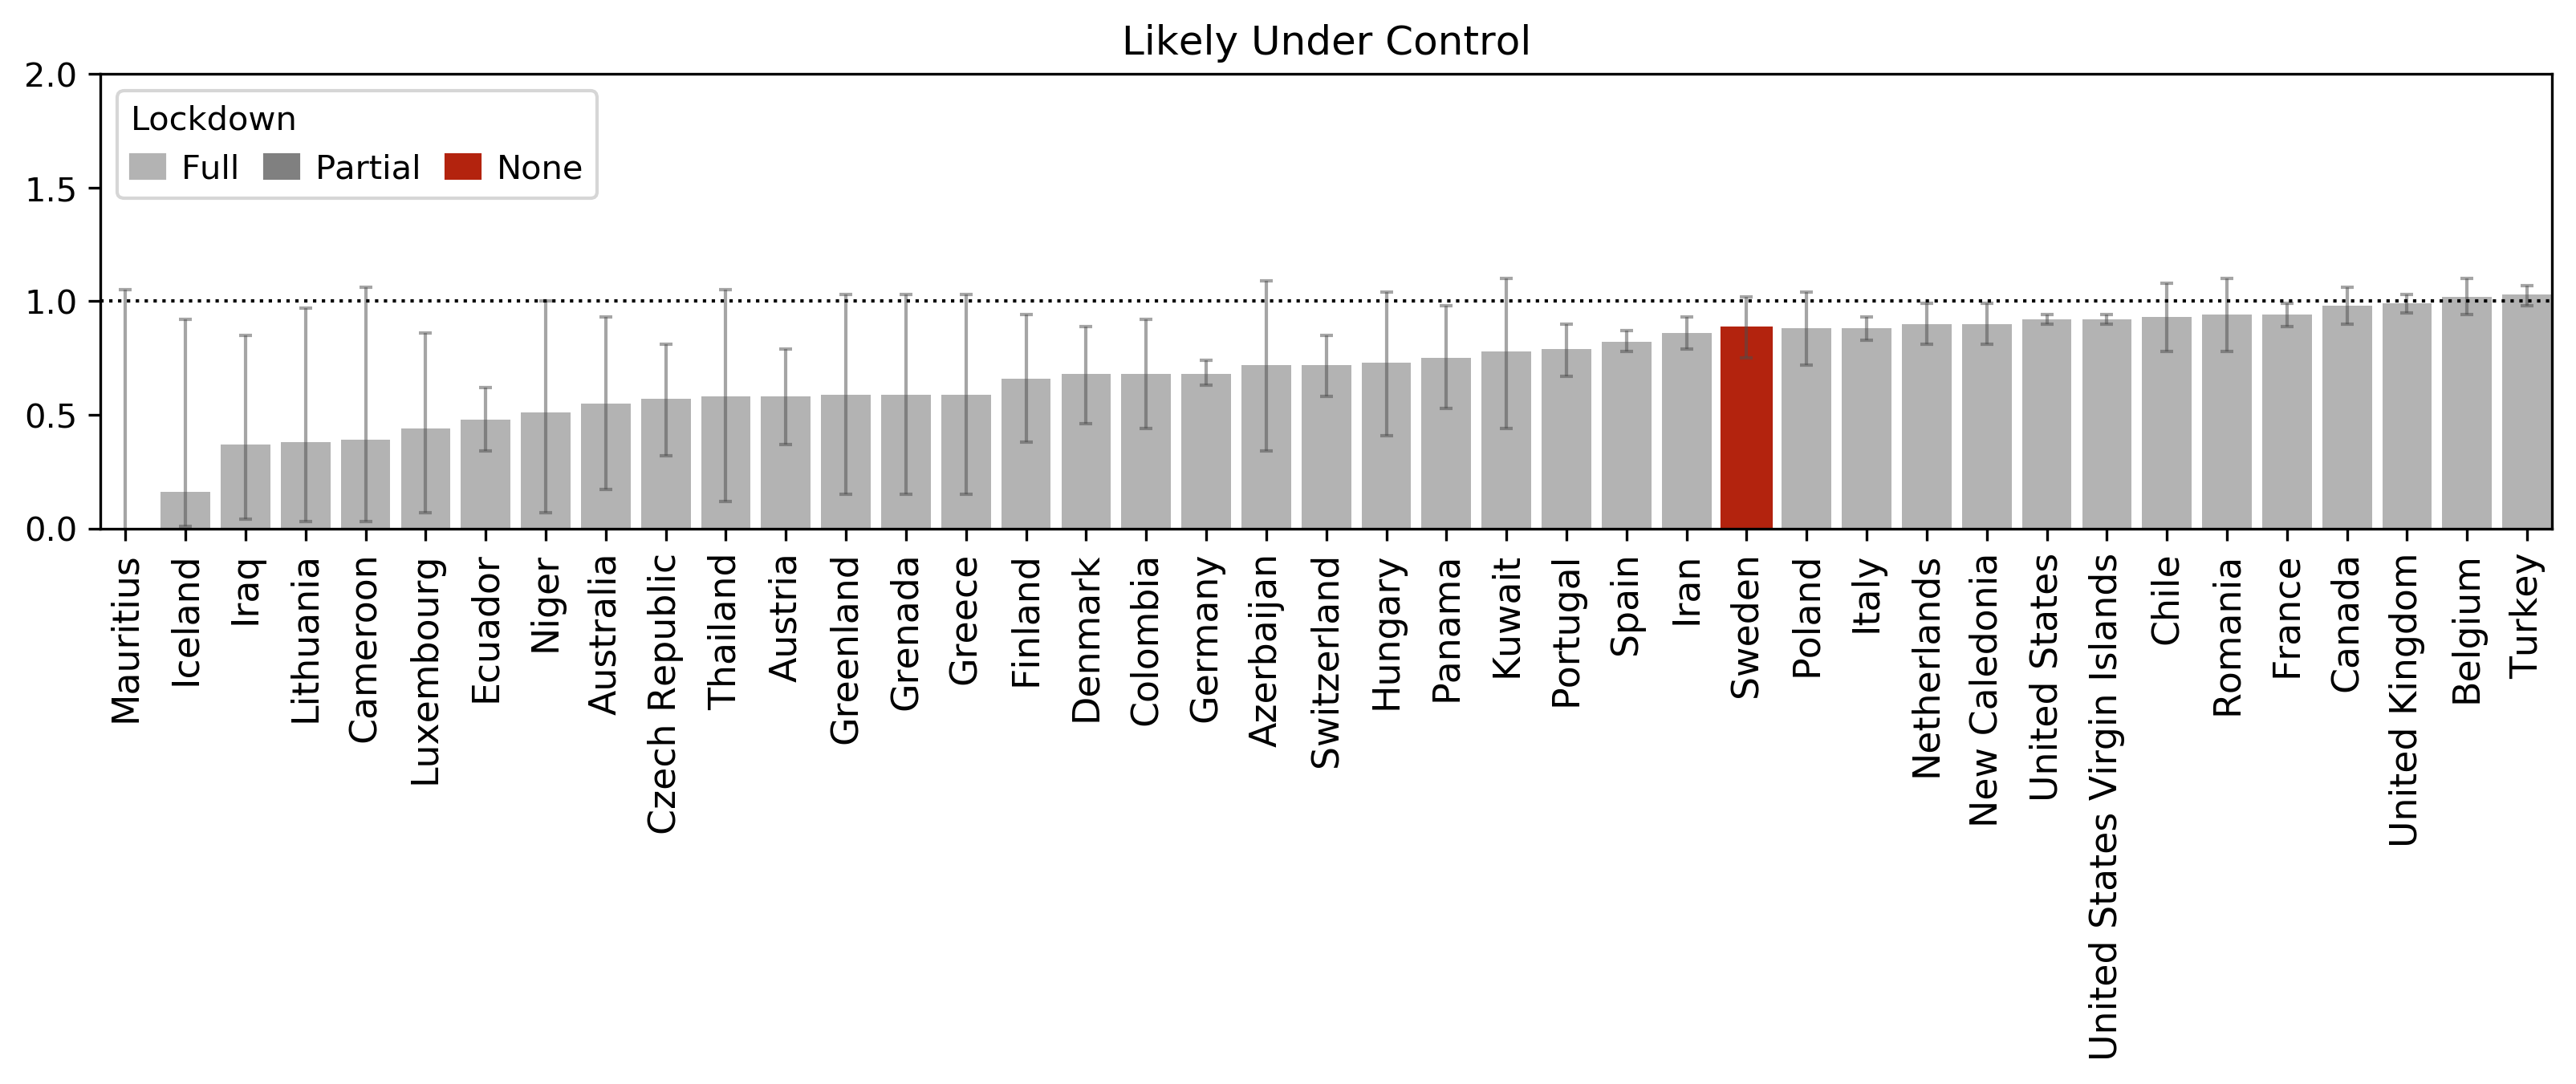 Likely Under Control
2.0
1.5
1.0
0.5
0.0
Lockdown
Full Partial None
Mauritius
Iceland
Iraq
Lithuania
Cameroon
Luxembourg
Ecuador
Niger
Australia
Czech Republic
Thailand
Austria
Greenland
Grenada
Greece
Finland
Denmark
Colombia
Germany
Azerbaijan
Switzerland
Hungary
Panama
Kuwait
Portugal
Spain
Iran
Sweden
Poland
Italy
Netherlands
New Caledonia
United States
United States Virgin Islands
Chile
Romania
France
Canada
United Kingdom
Belgium
Turkey